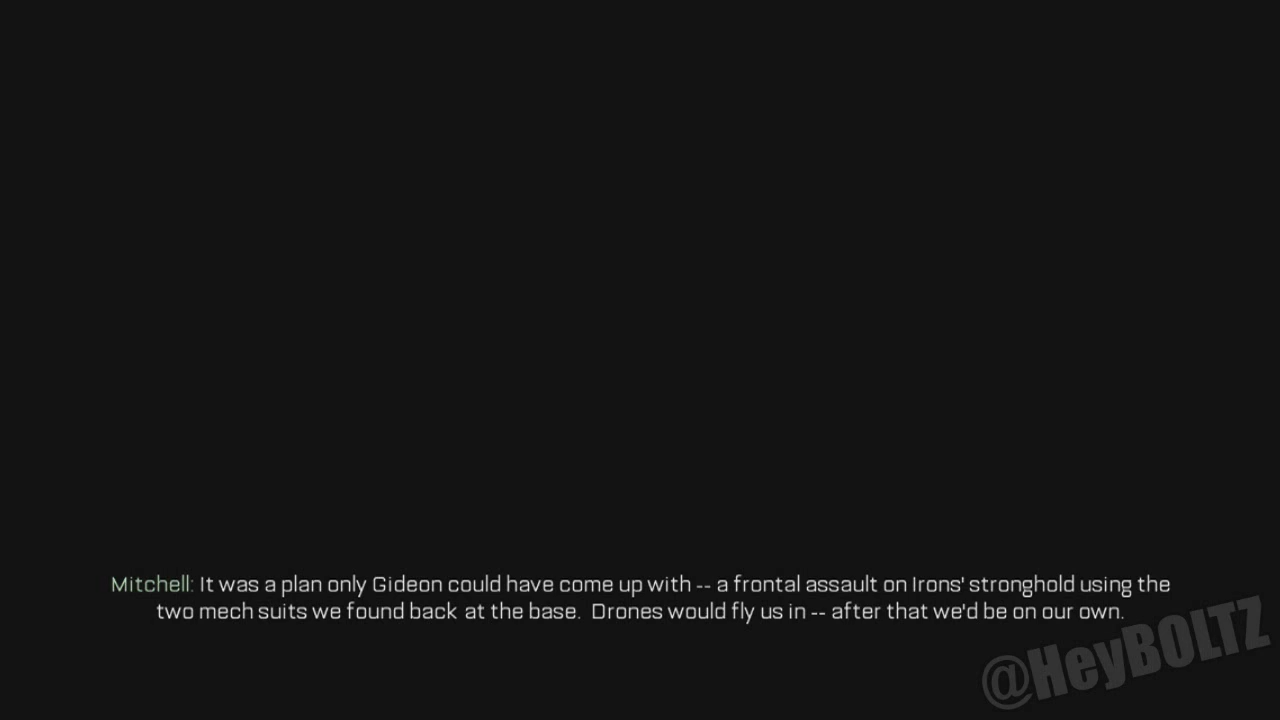 Mitchell: It was a plan only Gideon could have come up with -- a frontal assault on Irons' stronghold using the
two mech suits we found back at the base.  Drones would fly us in -- after that we'd be on our own.
@HeyBOLTZ